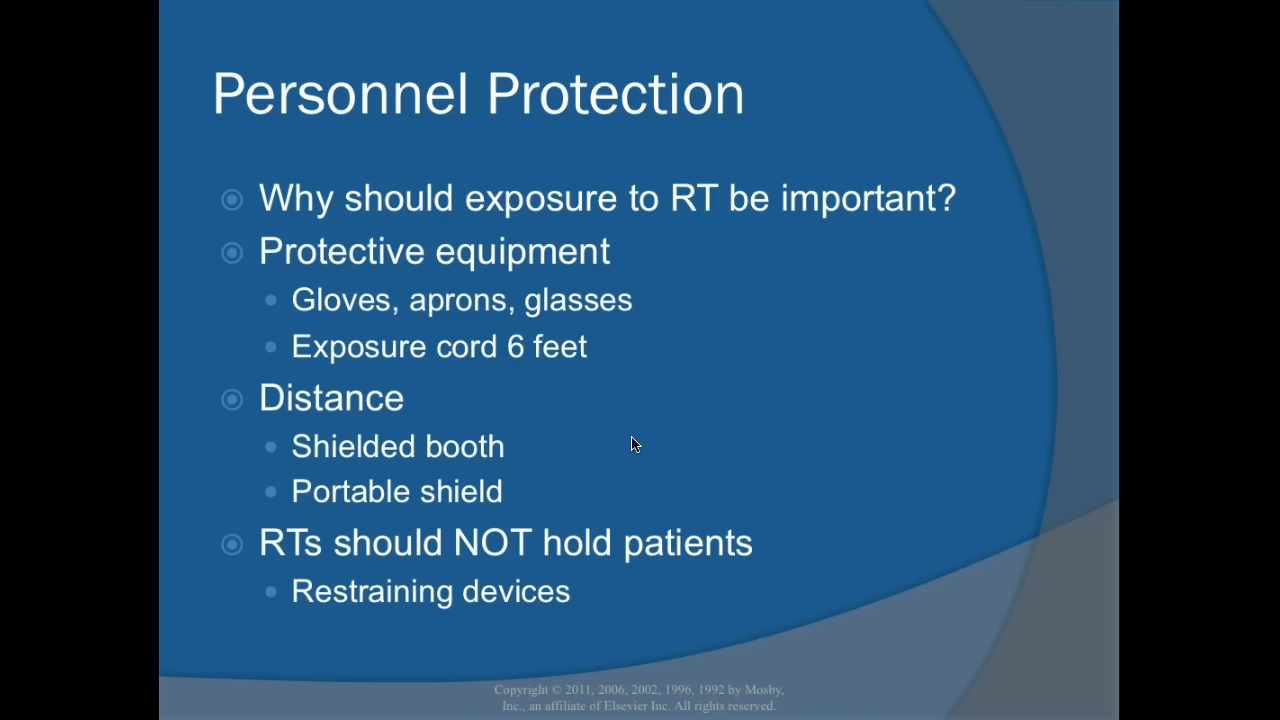 Personnel Protection
Why should exposure to RT be important?
Protective equipment
Gloves, aprons, glasses
Exposure cord 6 feet
Distance
Shielded booth
Portable shield
RTs should NOT hold patients
Restraining devices
Copyright © 2011, 2006, 2002, 1996, 1992 by Mosby,
Inc., an affiliate of Elsevier Inc. All rights reserved.